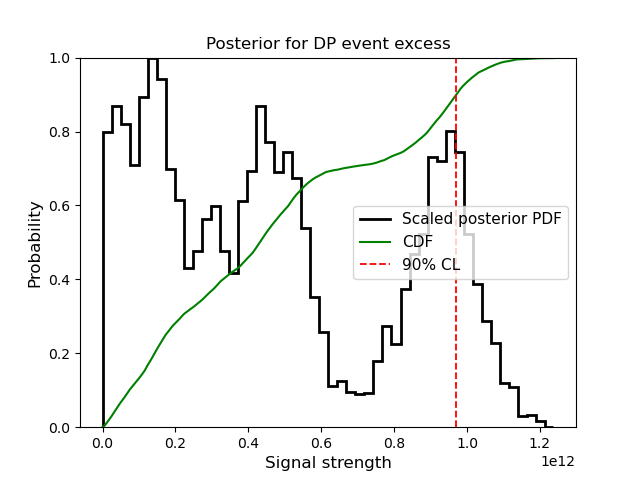 Posterior for DP event excess
1.0
0.8
0.6
0.4
0.2
0.0
Probability
Scaled posterior PDF
CDF
90% CL
0.0 0.2 0.4 0.6 0.8 1.0 1.2
1e12
Signal strength